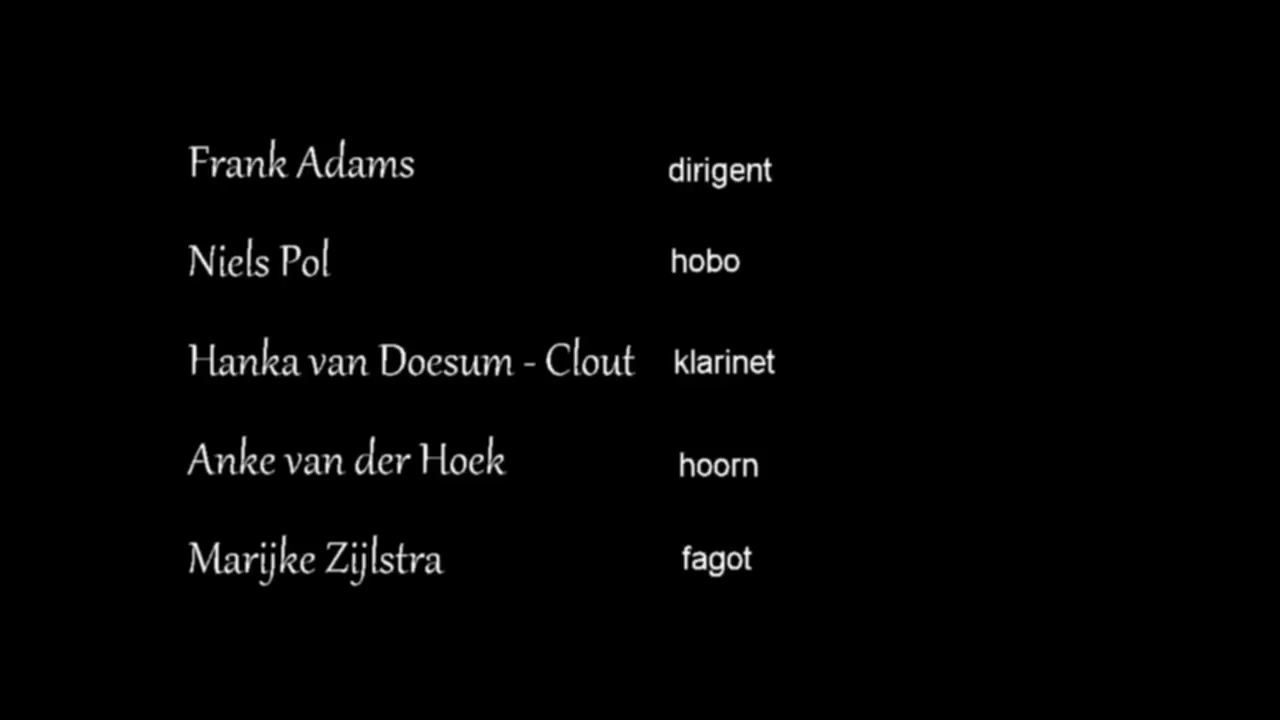 Frank Adams dirigent
Niels Pol hobo
Hanka van Doesum - Clout klarinet
Anke van der Hoek hoorn
Marijke Zijlstra fagot